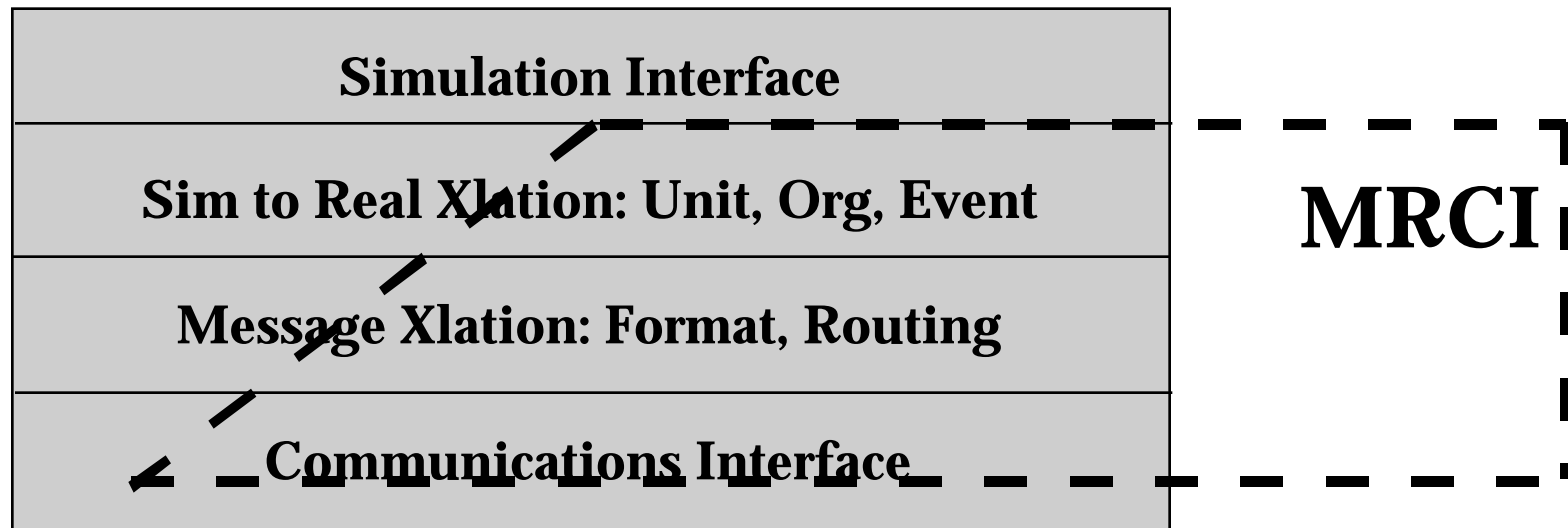 Simulation Interface
Sim to Real Xlation: Unit, Org, Event
MRCI
Message Xlation: Format, Routing
Communications Interface